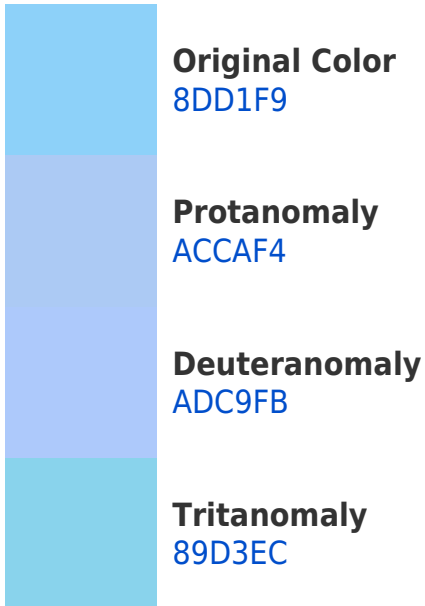 Original Color
8DD1F9
Protanomaly
ACCAF4
Deuteranomaly
ADC9FB
Tritanomaly
89D3EC